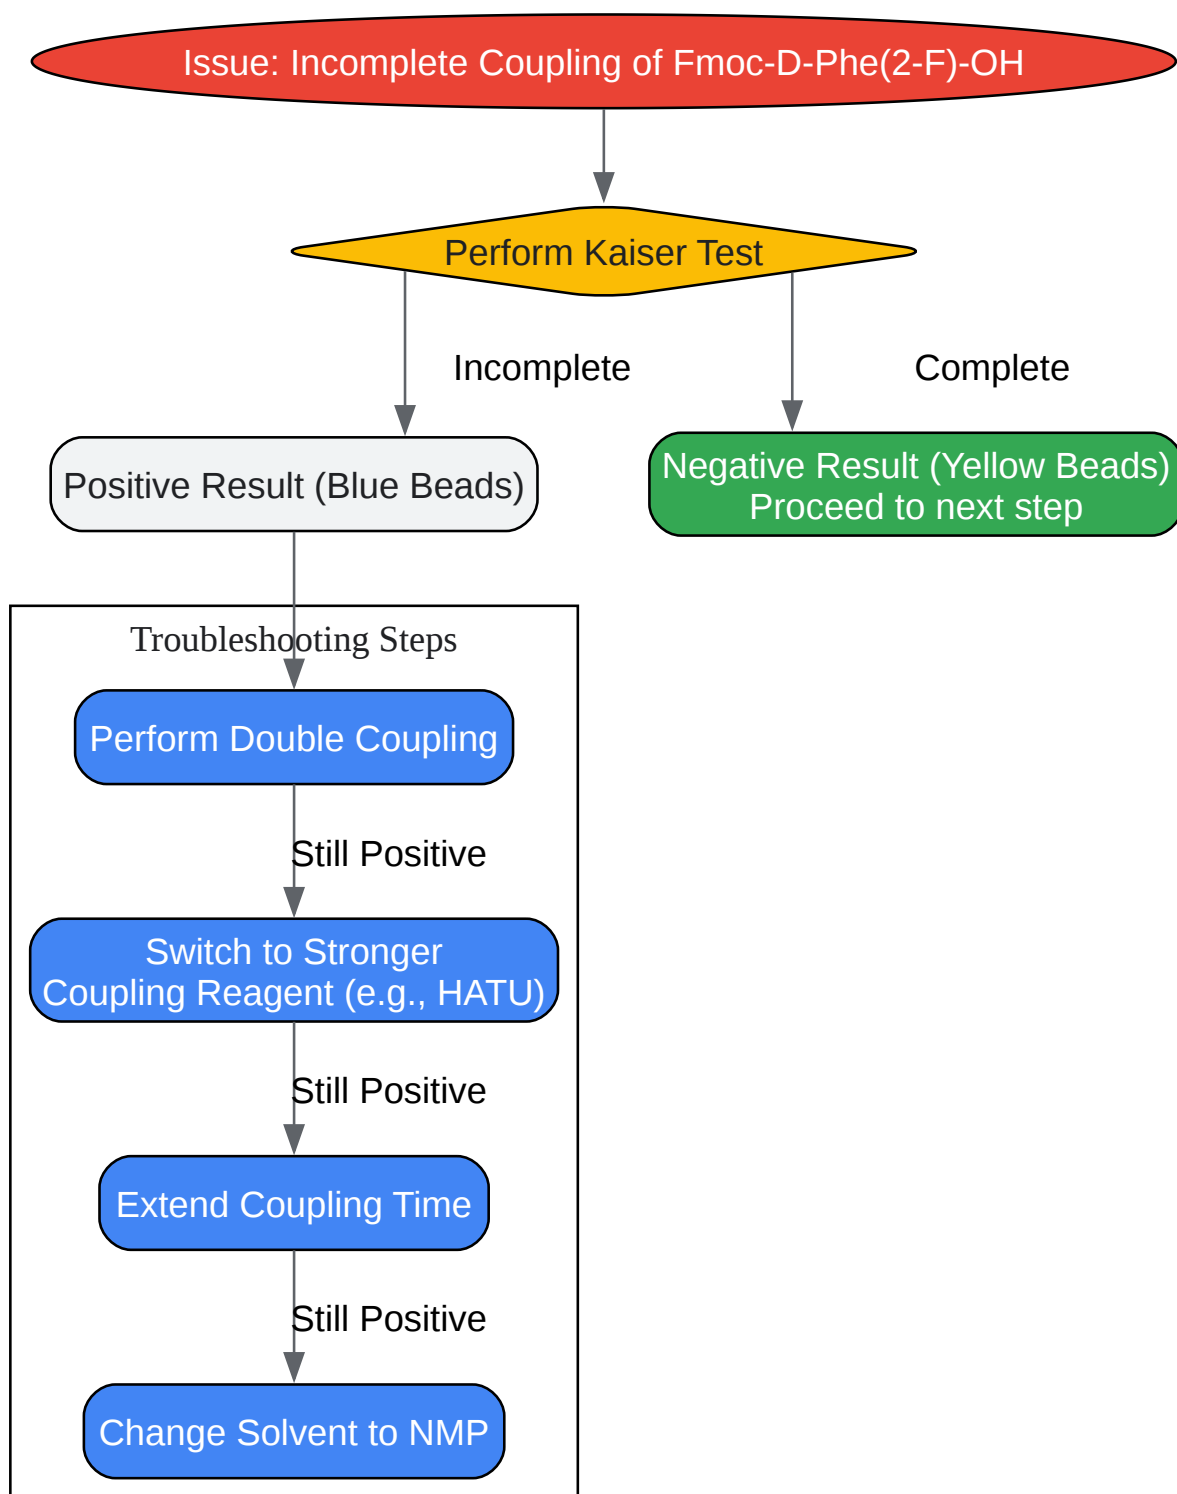 Issue: Incomplete Coupling of Fmoc-D-Phe(2-F)-OH
Perform Kaiser Test
Incomplete
Complete
Positive Result (Blue Beads)
Negative Result (Yellow Beads)
Proceed to next step
Troubleshooting Steps
Perform Double Coupling
Still Positive
Switch to Stronger
Coupling Reagent (e.g., HATU)
Still Positive
Extend Coupling Time
Still Positive
Change Solvent to NMP